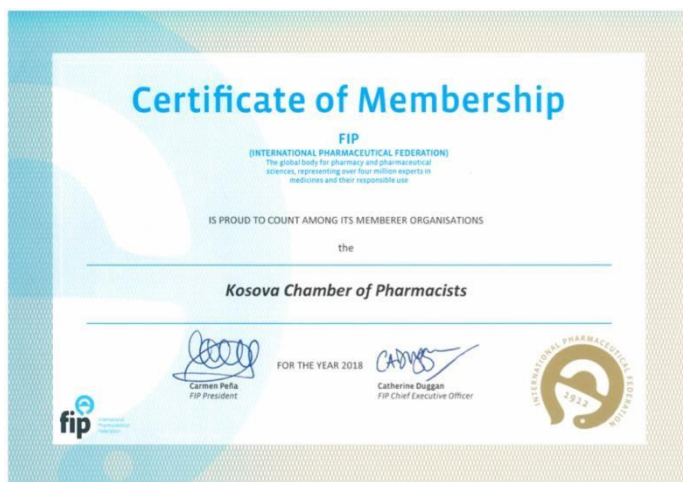 Certificate of Membership
FIP
(INTERNATIONAL PHARMACEUTICAL FEDERATION)
The global body for pharmacy and pharmaceutical
sciences, representing over four million experts in
medicines and their responsible use
IS PROUD TO COUNT AMONG ITS MEMBERER ORGANISATIONS
the
Kosova Chamber of Pharmacists
FOR THE YEAR 2018
Carmen Peña
FIP President
Catherine Duggan
FIP Chief Executive Officer
fip
International
Pharmaceutical
Federation
INTERNATIONAL PHARMACEUTICAL FEDERATION
1912